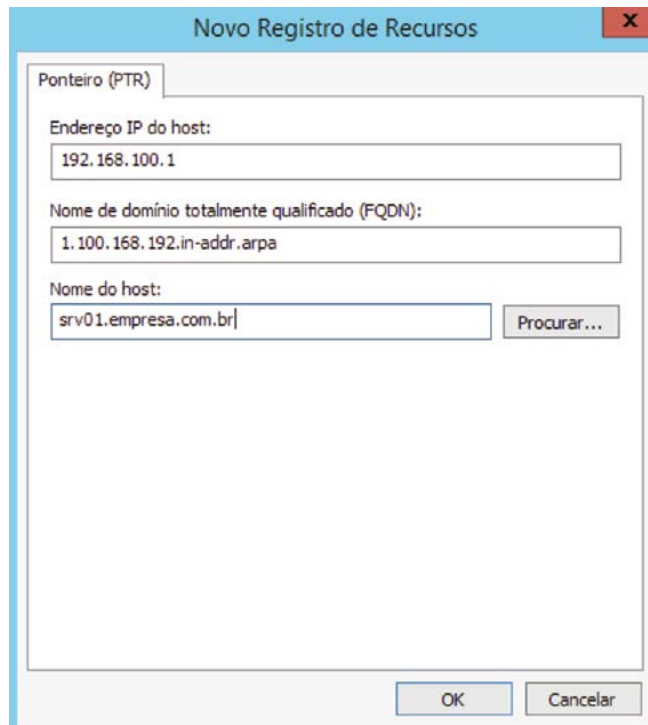 Novo Registro de Recursos
x
Ponteiro (PTR)
Endereço IP do host:
192.168.100.1
Nome de domínio totalmente qualificado (FQDN):
1.100.168.192.in-addr.arpa
Nome do host:
srv01.empresa.com.br
Procurar...
OK
Cancelar